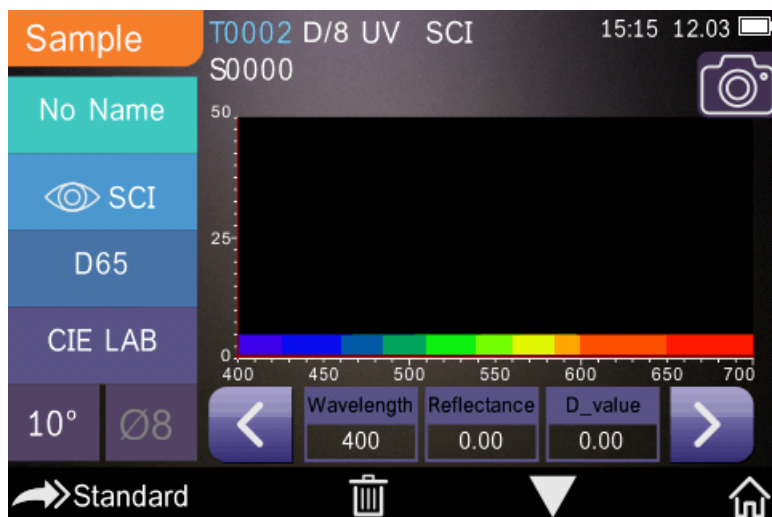 Sample
T0002 D/8 UV SCI
15:15 12.03
S0000
No Name
SCI
D65
CIE LAB
10°
Ø8
50
25
0
400 450 500 550 600 650 700
Wavelength Reflectance D_value
400 0.00 0.00
Standard